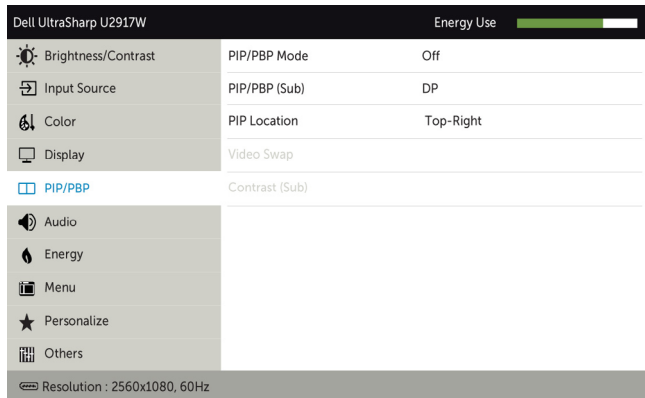 Dell UltraSharp U2917W Energy Use
Brightness/Contrast PIP/PBP Mode Off
Input Source PIP/PBP (Sub) DP
Color PIP Location Top-Right
Display Video Swap
PIP/PBP Contrast (Sub)
Audio
Energy
Menu
Personalize
Others
Resolution : 2560x1080, 60Hz